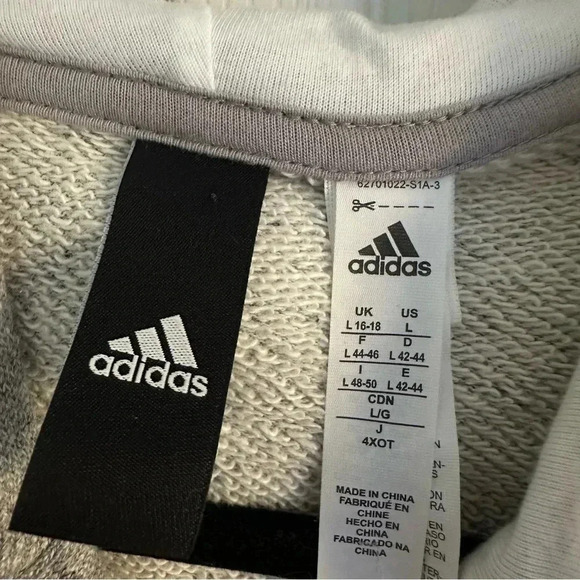 adidas
62701022-S1A-3
adidas
UK US
L 16-18 L
F D
L 44-46 L 42-44
I E
L 48-50 L 42-44
CDN
L/G
J
4XOT
MADE IN CHINA
FABRIQUÉ EN
CHINE
HECHO EN
CHINA
FABRICADO NA
CHINA